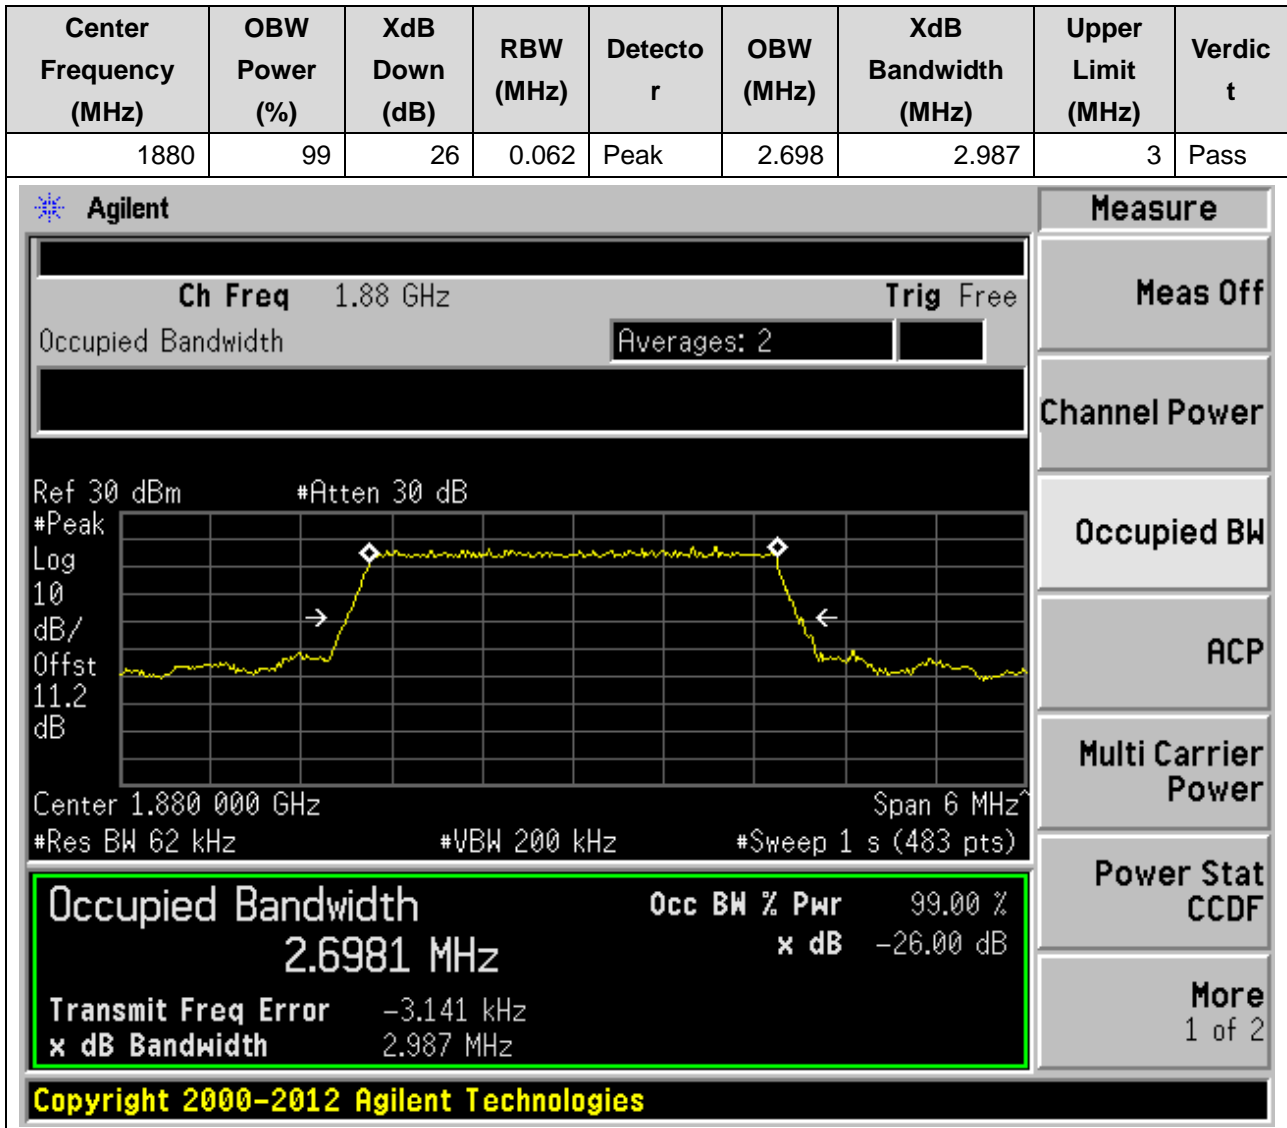 Center Frequency (MHz) OBW Power (%) XdB Down (dB) RBW (MHz) Detecto r OBW (MHz) XdB Bandwidth (MHz) Upper Limit (MHz) Verdic t
1880 99 26 0.062 Peak 2.698 2.987 3 Pass
Agilent
Measure
Ch Freq 1.88 GHz Trig Free
Meas Off
Occupied Bandwidth Averages: 2
Channel Power
Ref 30 dBm #Atten 30 dB
#Peak
Log
10
dB/
Offst
11.2
dB
Occupied BW
ACP
Multi Carrier
Power
Center 1.880 000 GHz Span 6 MHz^
#Res BW 62 kHz #VBW 200 kHz #Sweep 1 s (483 pts)
Power Stat
CCDF
Occupied Bandwidth Occ BW % Pwr 99.00 %
2.6981 MHz x dB -26.00 dB
Transmit Freq Error -3.141 kHz
x dB Bandwidth 2.987 MHz
More
1 of 2
Copyright 2000-2012 Agilent Technologies